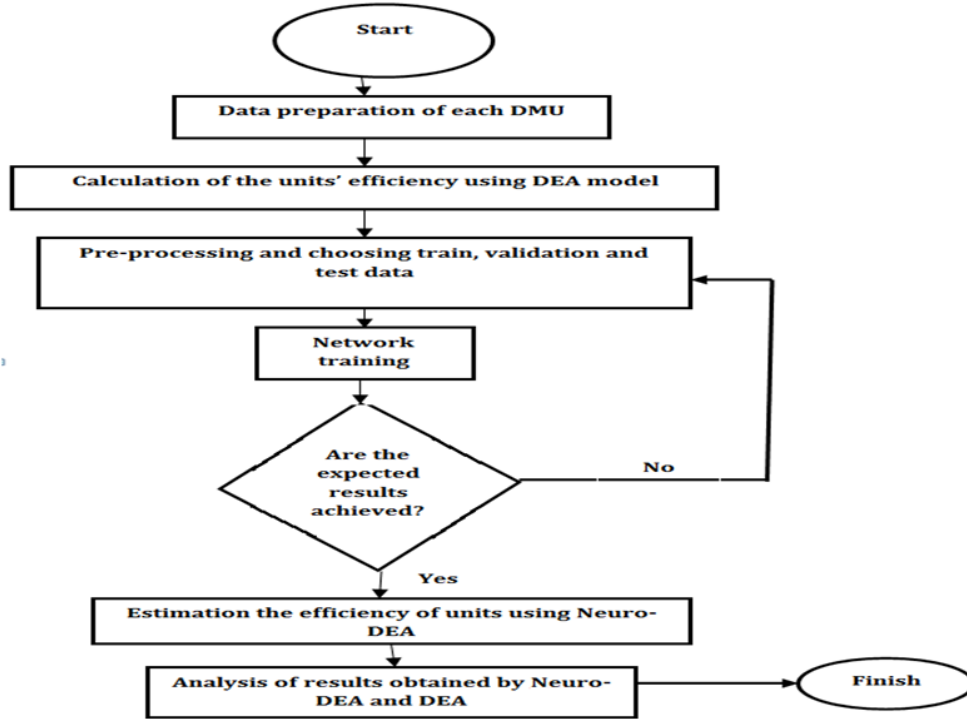 Start
Data preparation of each DMU
Calculation of the units’ efficiency using DEA model
Pre-processing and choosing train, validation and
test data
Network
training
Are the
expected
results
achieved?
No
Yes
Estimation the efficiency of units using Neuro-
DEA
Analysis of results obtained by Neuro-
DEA and DEA
Finish